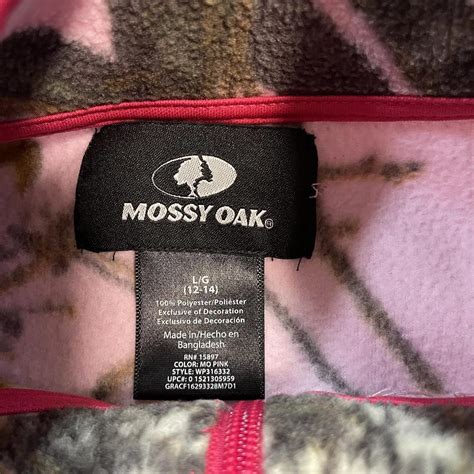 MOSSY OAK®
L/G
(12-14)
100% Polyester/Poliéster
Exclusive of Decoration
Exclusivo de Decoración
Made in/Hecho en
Bangladesh
RN# 15897
COLOR: MO PINK
STYLE: WP316332
UPC#: 0 1521305959
GRACF16293328M7D1